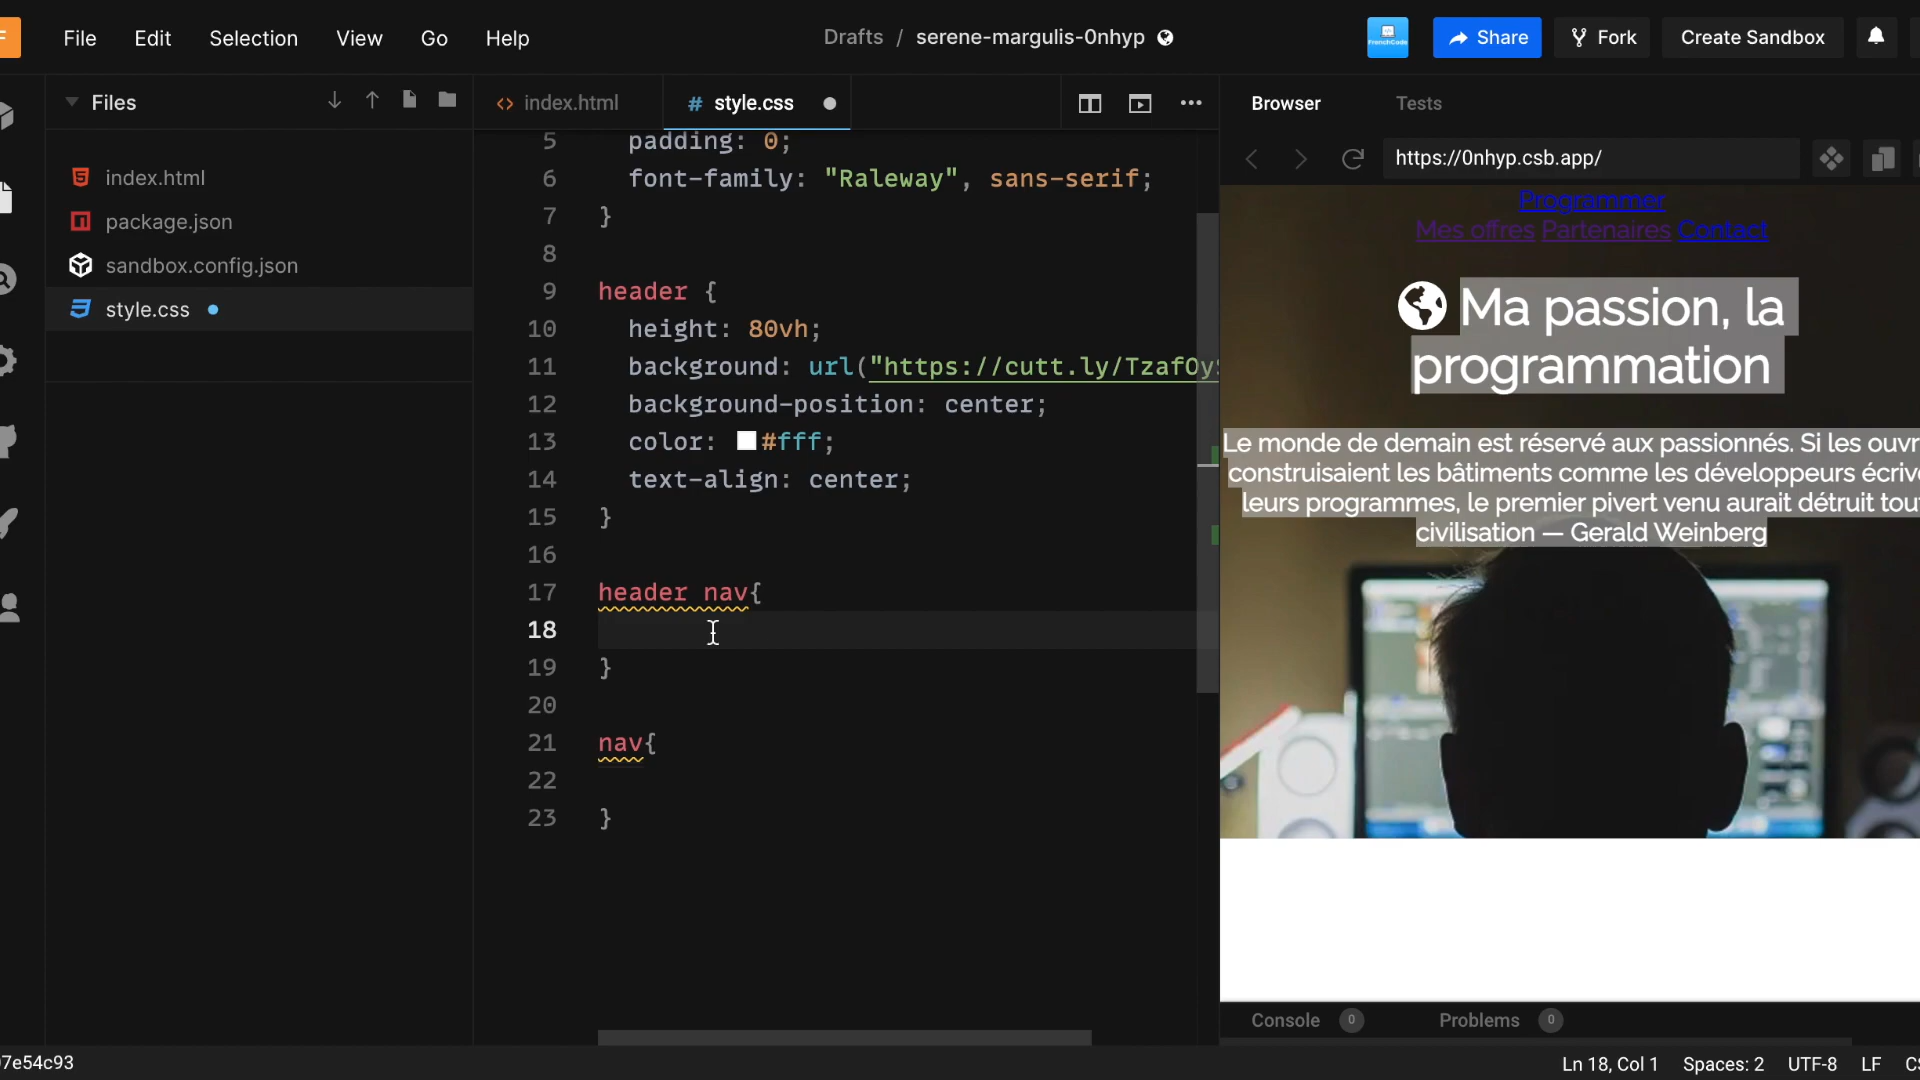 File Edit Selection View Go Help
Drafts / serene-margulis-0nhyp
FrenchCode
Share
Fork
Create Sandbox
Files
index.html
package.json
sandbox.config.json
style.css
<> index.html
# style.css
5 padding: 0;
6 font-family: "Raleway", sans-serif;
7 }
8
9 header {
10 height: 80vh;
11 background: url("https://cutt.ly/TzafOy
12 background-position: center;
13 color: #fff;
14 text-align: center;
15 }
16
17 header nav{
18
19 }
20
21 nav{
22
23 }
Browser Tests
https://0nhyp.csb.app/
Programmer
Mes offres Partenaires Contact
Ma passion, la
programmation
Le monde de demain est réservé aux passionnés. Si les ouvr
construisaient les bâtiments comme les développeurs écriv
leurs programmes, le premier pivert venu aurait détruit tou
civilisation — Gerald Weinberg
Console 0 Problems 0
7e54c93
Ln 18, Col 1 Spaces: 2 UTF-8 LF CS